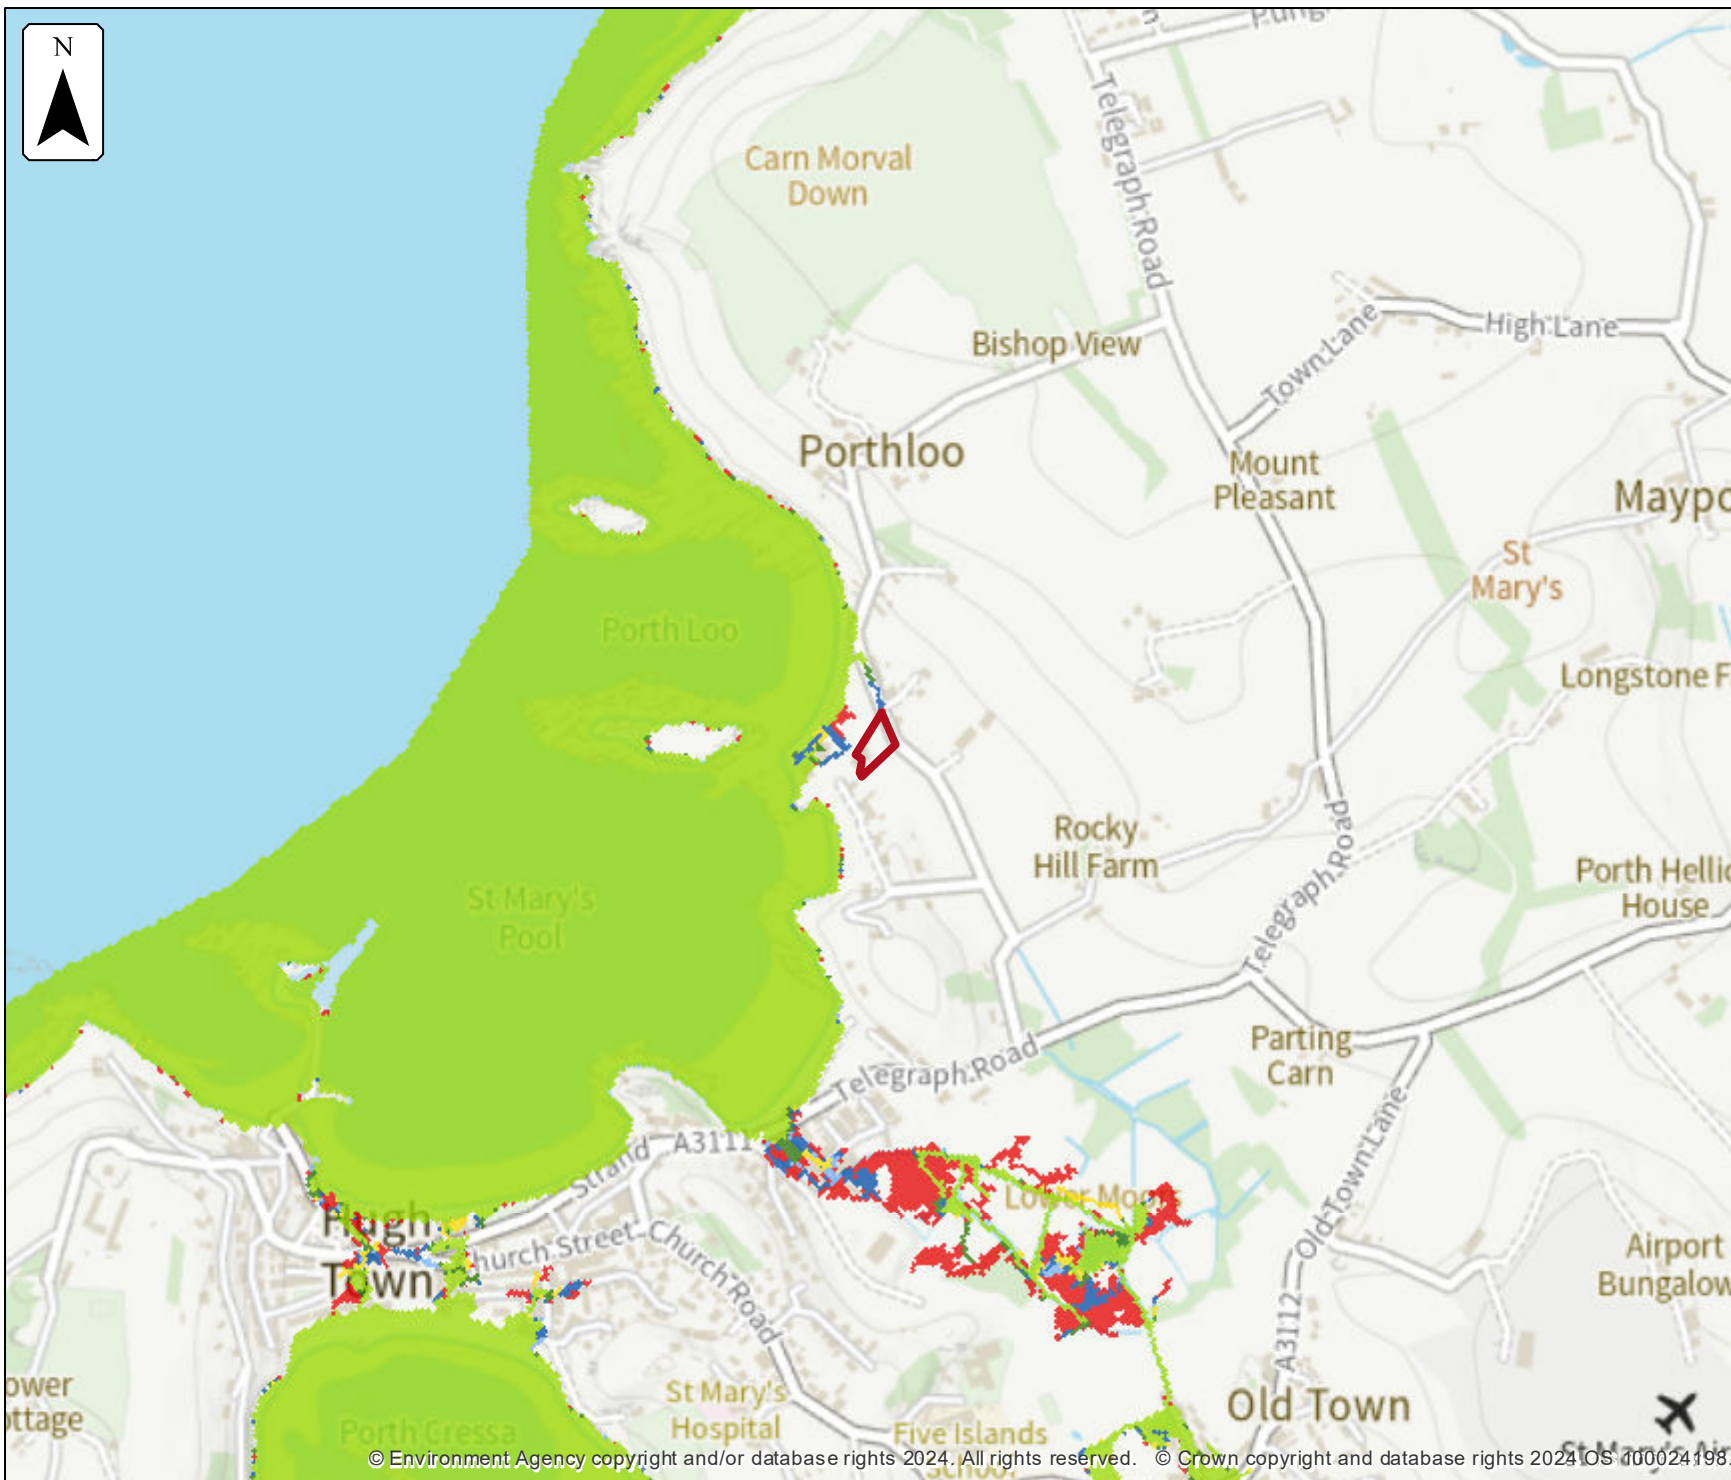 N
Carn Morval
Down
Telegraph Road
Bishop View
Town Lane
High Lane
Porthloo
Mount
Pleasant
St
Mary's
Porth Loo
Longstone
Rocky
Hill Farm
Telegraph Road
St Mary's
Pool
Porth Hellic
House
Parting
Carn
Telegraph Road
Strand
A3111
Lower Moors
Old Town Lane
Hugh
Town
Church Street
Church Road
Airport
Bungalow
A3112
St Mary's
Hospital
Old Town
Five Islands
School
Porth Cressa
© Environment Agency copyright and/or database rights 2024. All rights reserved. © Crown copyright and database rights 2024. OS 100024198